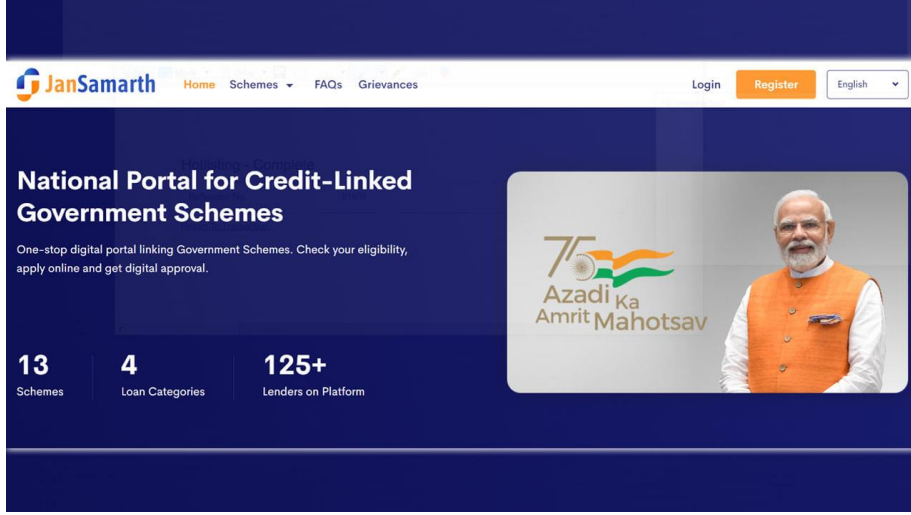 JanSamarth
Home Schemes FAQs Grievances Login Register English
National Portal for Credit-Linked
Government Schemes
One-stop digital portal linking Government Schemes. Check your eligibility,
apply online and get digital approval.
13
Schemes
4
Loan Categories
125+
Lenders on Platform
75
Azadi Ka
Amrit Mahotsav